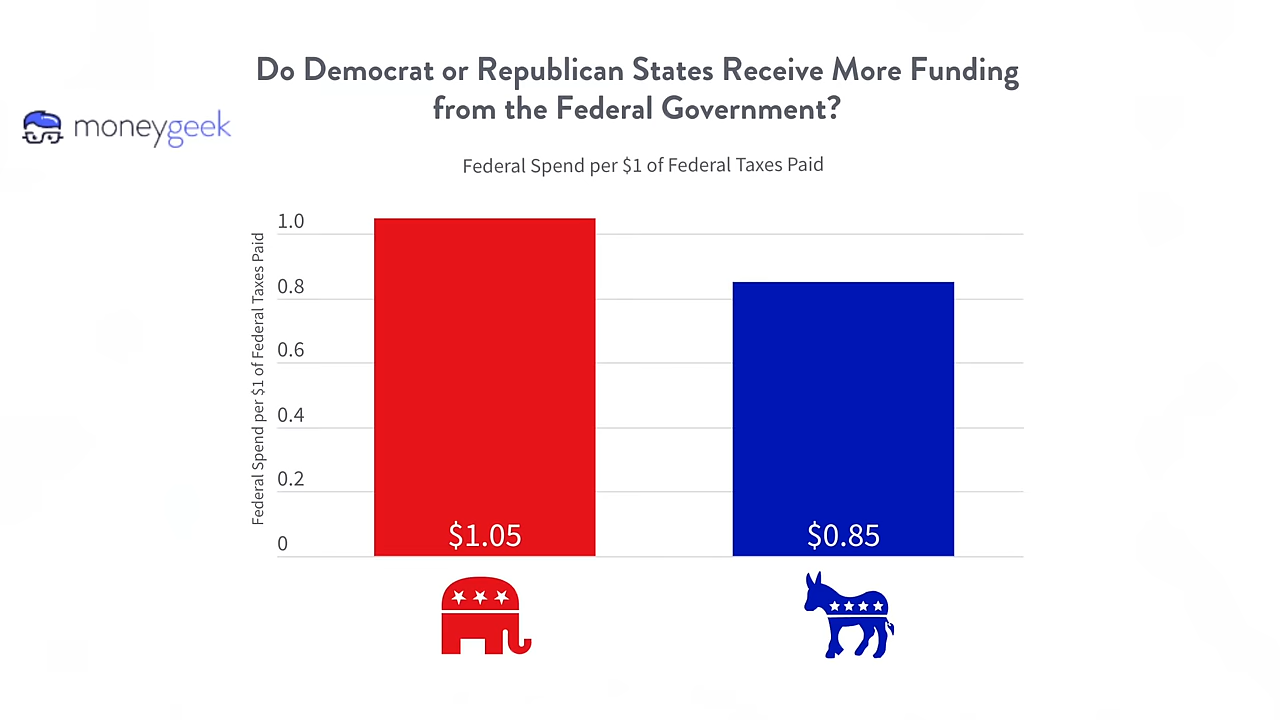 Do Democrat or Republican States Receive More Funding
from the Federal Government?
moneygeek
Federal Spend per $1 of Federal Taxes Paid
Federal Spend per $1 of Federal Taxes Paid
1.0
0.8
0.6
0.4
0.2
0
$1.05
$0.85